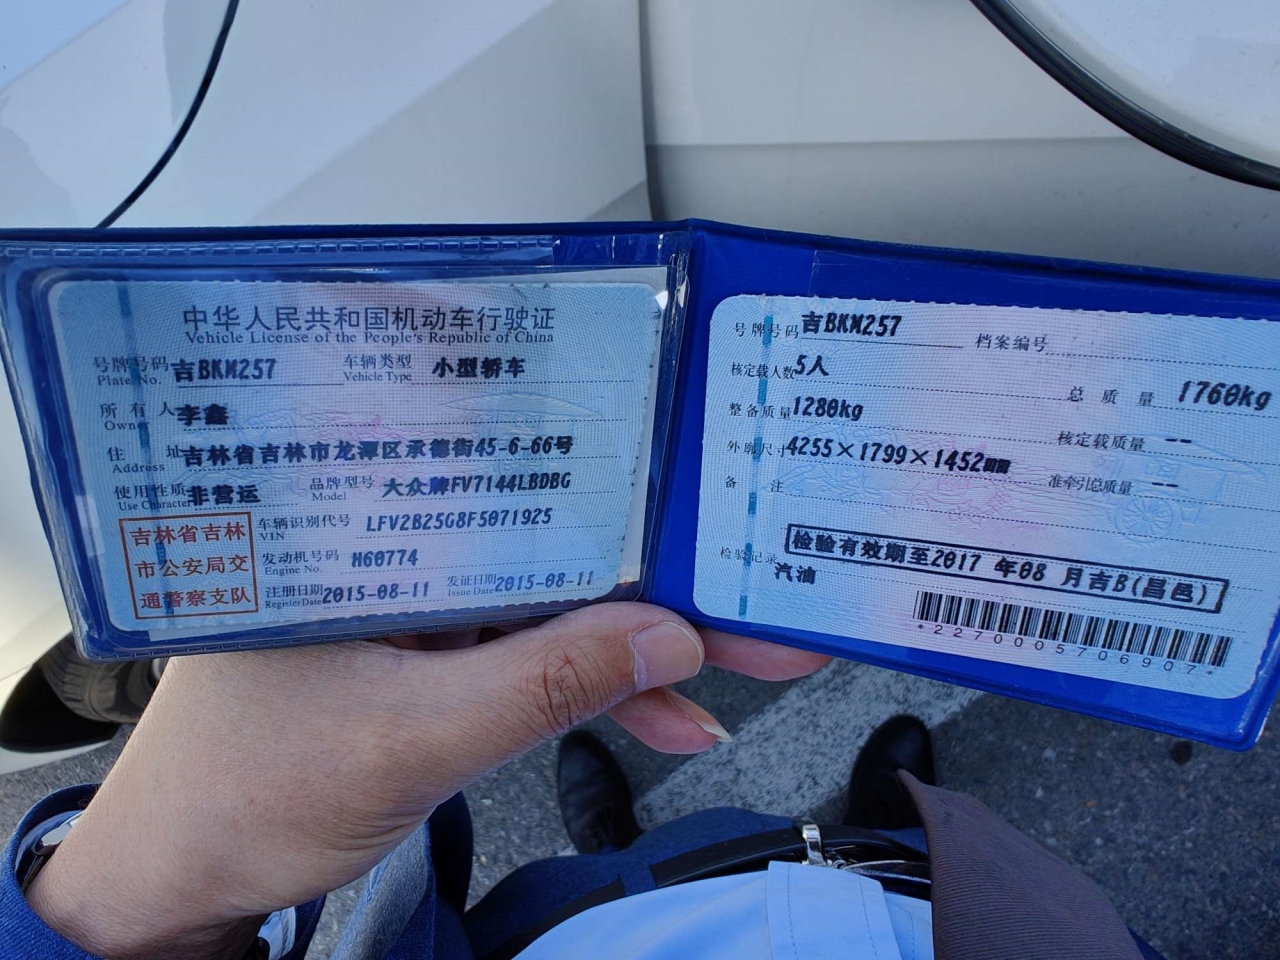 中华人民共和国机动车行驶证
Vehicle License of the People's Republic of China
号牌号码 吉BKM257 车辆类型 小型轿车
Plate No. Vehicle Type
所有人 李鑫
Owner
住址 吉林省吉林市龙潭区承德街45-6-66号
Address
使用性质 非营运 品牌型号 大众牌FV7144LBDBG
Use Character Model
吉林省吉林
市公安局交
通警察支队
车辆识别代号 LFV2B25G8F5071925
VIN
发动机号码 M60774
Engine No.
注册日期 2015-08-11 发证日期 2015-08-11
Register Date Issue Date
号牌号码 吉BKM257 档案编号
核定载人数 5人 总质量 1760kg
整备质量 1280kg 核定载质量 --
外廓尺寸 4255×1799×1452mm 准牵引总质量 --
备注
检验记录 检验有效期至2017 年08 月吉B(昌邑)
汽油
*2270005706907*